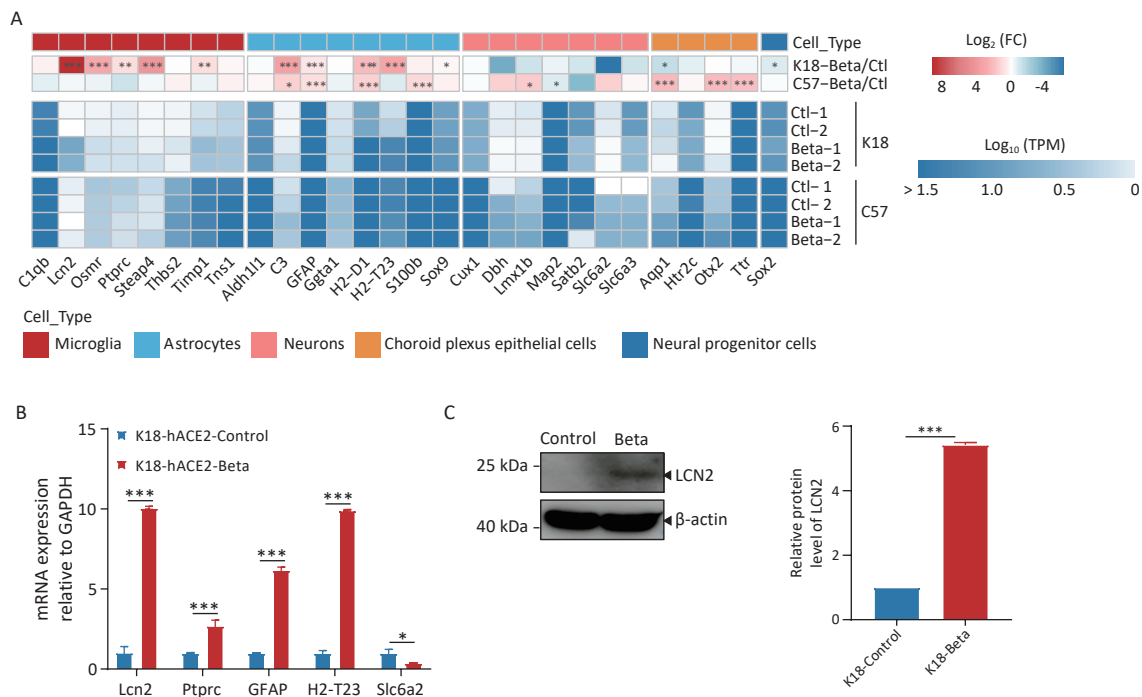 A
Cell_Type
K18−Beta/Ctl
C57−Beta/Ctl
*** *** ** *** ** *** *** *** *** * * *
* *** *** *** * * *** *** ***
Ctl−1
Ctl−2
Beta−1
Beta−2
K18
Ctl− 1
Ctl− 2
Beta−1
Beta−2
C57
C1qb Lcn2 Osmr Ptprc Steap4 Thbs2 Timp1 Tns1 Aldh1l1 C3 GFAP Ggta1 H2−D1 H2−T23 S100b Sox9 Cux1 Dbh Lmx1b Map2 Satb2 Slc6a2 Slc6a3 Aqp1 Htr2c Otx2 Ttr Sox2
Log2 (FC)
8 4 0 -4
Log10 (TPM)
> 1.5 1.0 0.5 0
Cell_Type
Microglia Astrocytes Neurons Choroid plexus epithelial cells Neural progenitor cells
B
K18-hACE2-Control
K18-hACE2-Beta
mRNA expression
relative to GAPDH
15
10
5
0
*** *** *** *** *
Lcn2 Ptprc GFAP H2-T23 Slc6a2
C
Control Beta
25 kDa
LCN2
40 kDa
β-actin
Relative protein
level of LCN2
6
4
2
0
***
K18-Control K18-Beta